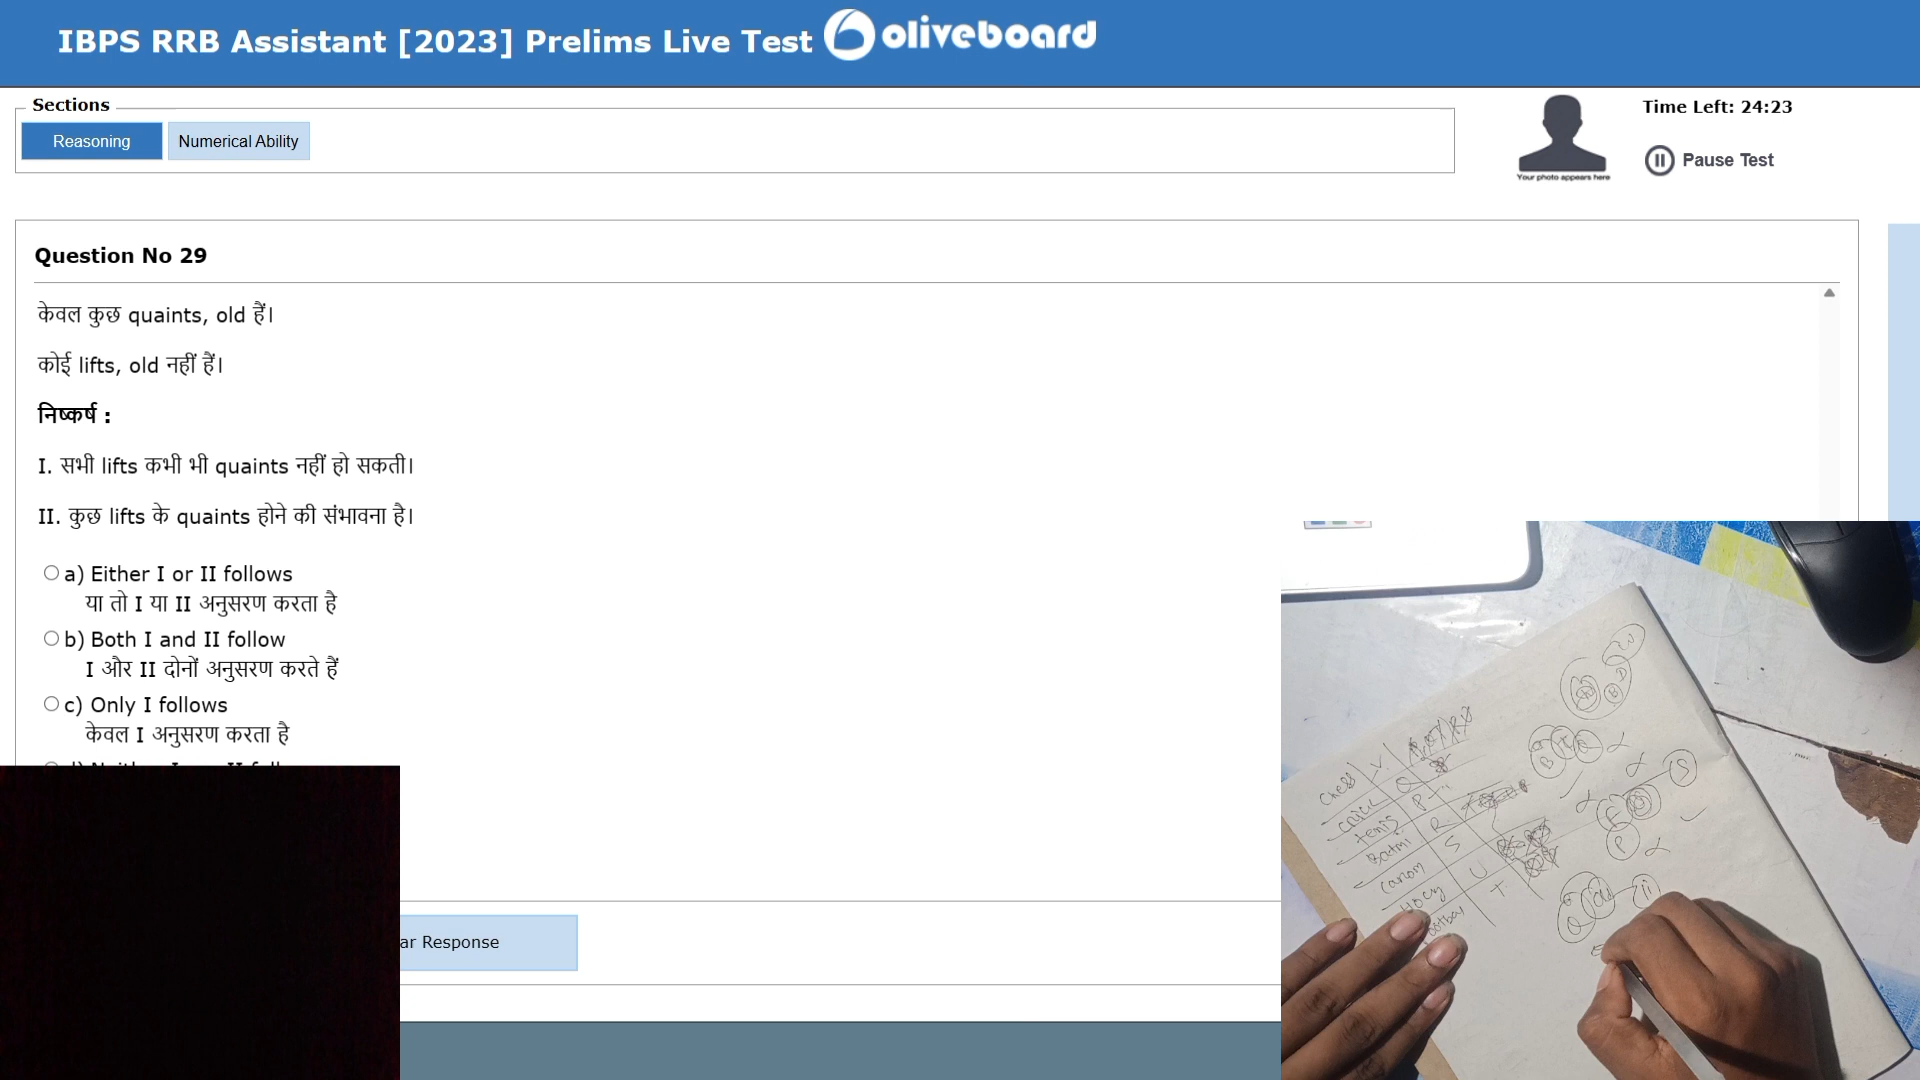 IBPS RRB Assistant [2023] Prelims Live Test oliveboard
Sections
Reasoning
Numerical Ability
Your photo appears here
Time Left: 24:23
Pause Test
Question No 29
केवल कुछ quaints, old हैं।
कोई lifts, old नहीं हैं।
निष्कर्ष :
I. सभी lifts कभी भी quaints नहीं हो सकती।
II. कुछ lifts के quaints होने की संभावना है।
a) Either I or II follows
या तो I या II अनुसरण करता है
b) Both I and II follow
I और II दोनों अनुसरण करते हैं
c) Only I follows
केवल I अनुसरण करता है
ar Response
Chess V
Q
P
R
S
Canom U
T